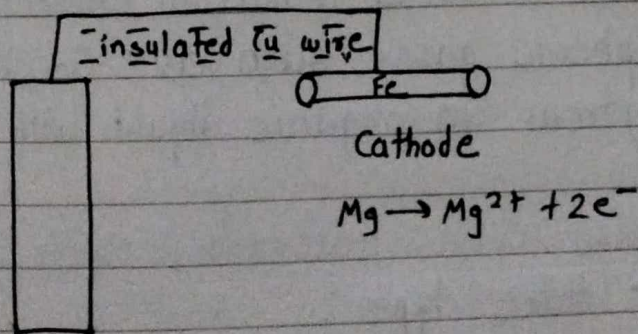 insulated Cu wire
Fe
Cathode
Mg → Mg²⁺ + 2e⁻